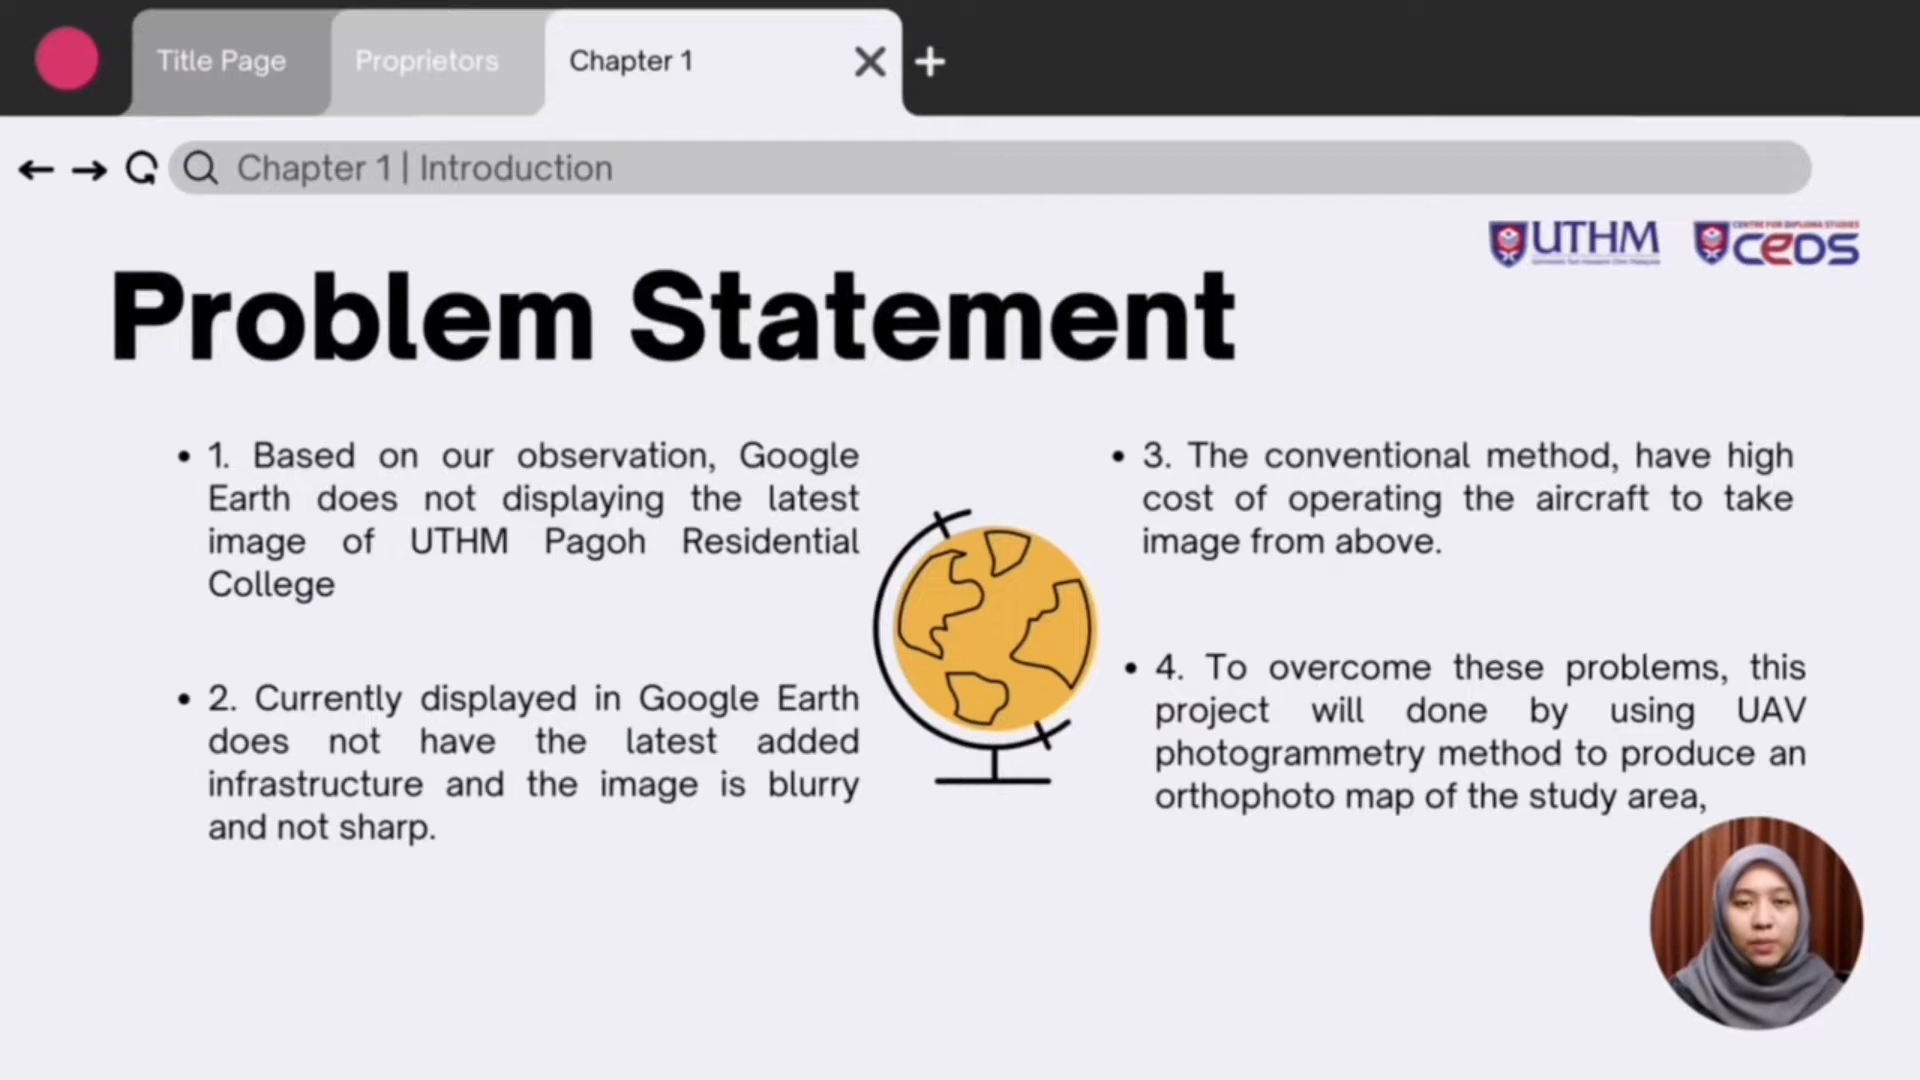 Title Page
Proprietors
Chapter 1
Chapter 1 | Introduction
UTHM
CENTRE FOR DIPLOMA STUDIES
CeDS
Problem Statement
• 1. Based on our observation, Google
Earth does not displaying the latest
image of UTHM Pagoh Residential
College
• 2. Currently displayed in Google Earth
does not have the latest added
infrastructure and the image is blurry
and not sharp.
• 3. The conventional method, have high
cost of operating the aircraft to take
image from above.
• 4. To overcome these problems, this
project will done by using UAV
photogrammetry method to produce an
orthophoto map of the study area,